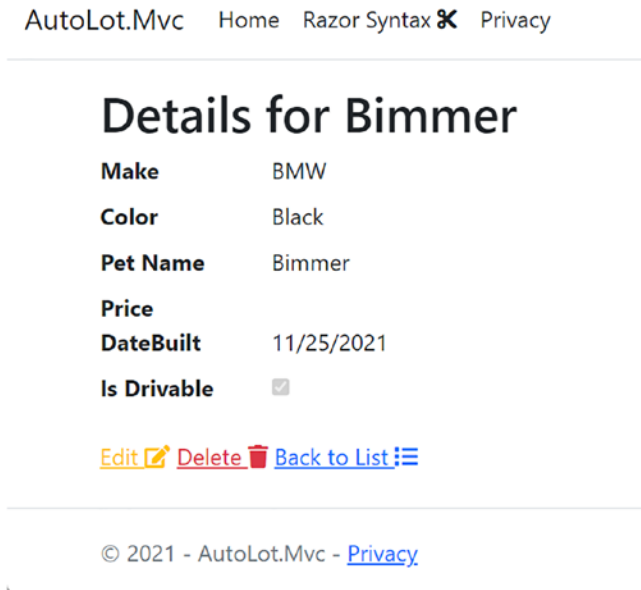 AutoLot.Mvc Home Razor Syntax Privacy
Details for Bimmer
Make BMW
Color Black
Pet Name Bimmer
Price
DateBuilt 11/25/2021
Is Drivable
Edit Delete Back to List
© 2021 - AutoLot.Mvc - Privacy